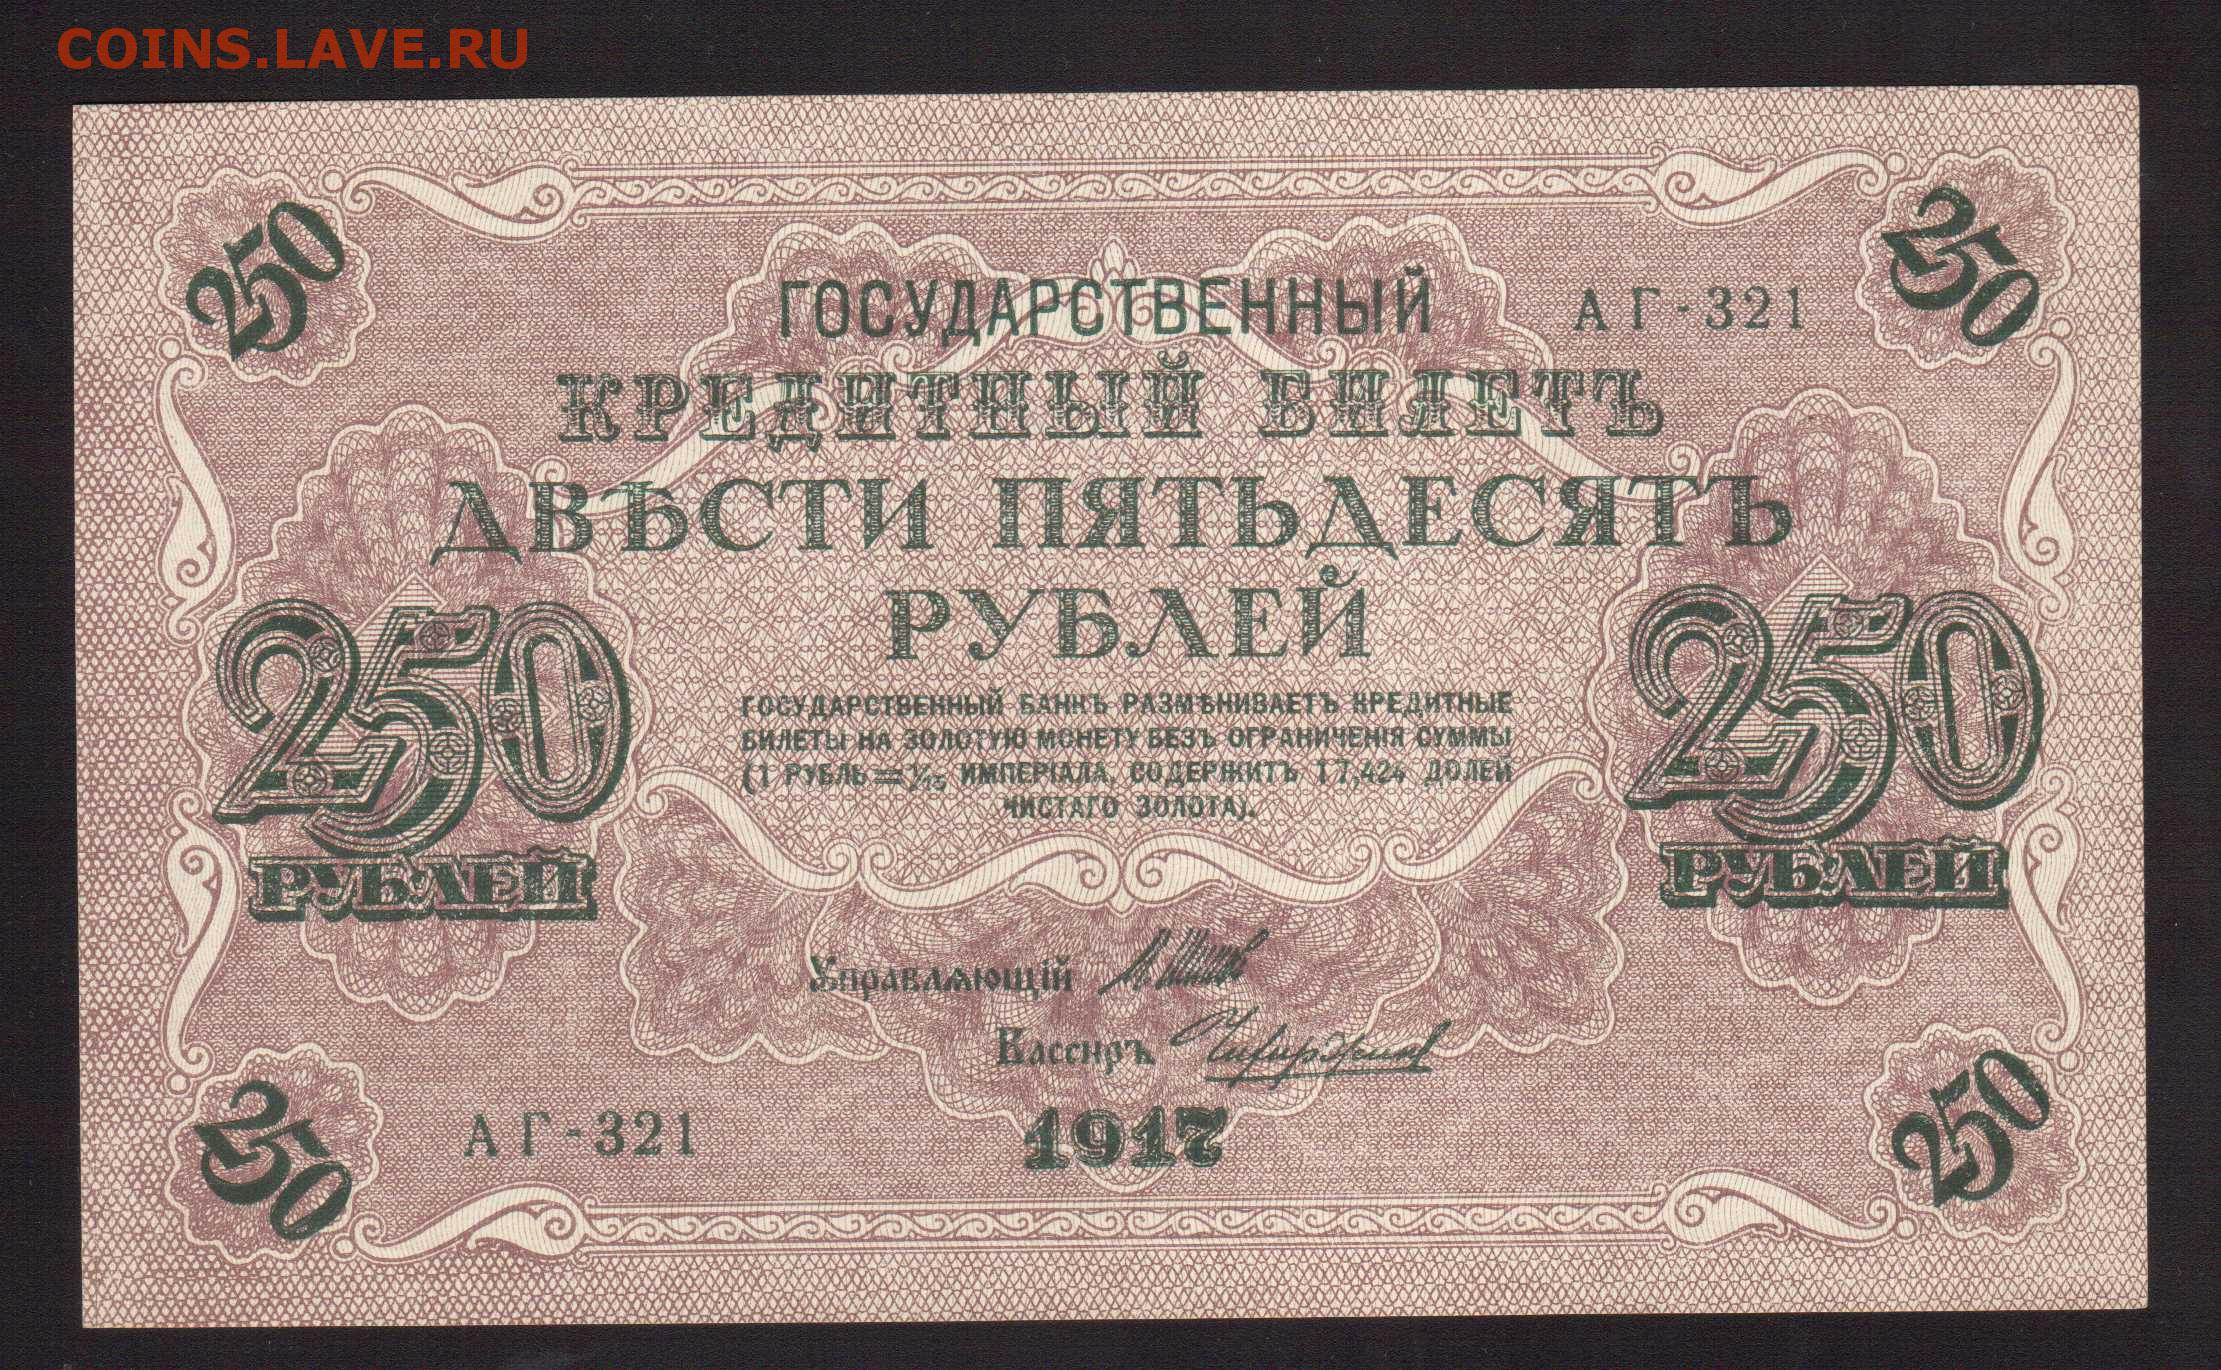 COINS.LAVE.RU
250
250
ГОСУДАРСТВЕННЫЙ
АГ-321
КРЕДИТНЫЙ БИЛЕТЪ
ДВѢСТИ ПЯТЬДЕСЯТЪ
РУБЛЕЙ
250
РУБЛЕЙ
250
РУБЛЕЙ
ГОСУДАРСТВЕННЫЙ БАНКЪ РАЗМѢНИВАЕТЪ КРЕДИТНЫЕ
БИЛЕТЫ НА ЗОЛОТУЮ МОНЕТУ БЕЗЪ ОГРАНИЧЕНІЯ СУММЫ
(1 РУБЛЬ = 1/15 ИМПЕРІАЛА, СОДЕРЖИТЪ 17,424 ДОЛЕЙ
ЧИСТАГО ЗОЛОТА).
Управляющій
Кассиръ
АГ-321
1917
250
250